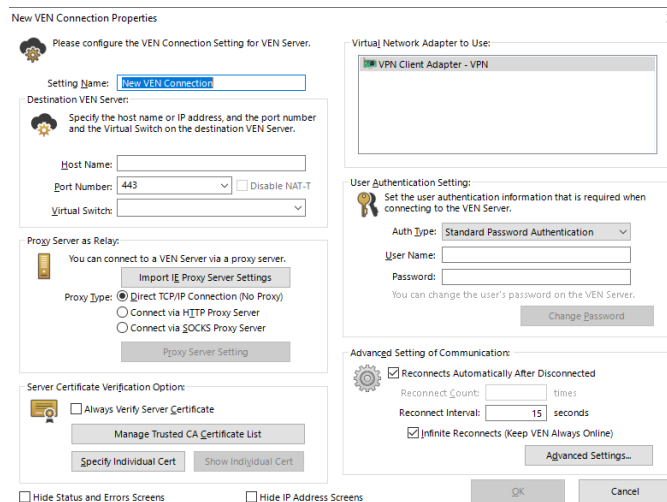 New VEN Connection Properties
Please configure the VEN Connection Setting for VEN Server.
Setting Name: New VEN Connection
Destination VEN Server:
Specify the host name or IP address, and the port number
and the Virtual Switch on the destination VEN Server.
Host Name:
Port Number: 443 Disable NAT-T
Virtual Switch:
Proxy Server as Relay:
You can connect to a VEN Server via a proxy server.
Import IE Proxy Server Settings
Proxy Type: Direct TCP/IP Connection (No Proxy)
Connect via HTTP Proxy Server
Connect via SOCKS Proxy Server
Proxy Server Setting
Server Certificate Verification Option:
Always Verify Server Certificate
Manage Trusted CA Certificate List
Specify Individual Cert Show Individual Cert
Hide Status and Errors Screens Hide IP Address Screens
Virtual Network Adapter to Use:
VPN Client Adapter - VPN
User Authentication Setting:
Set the user authentication information that is required when
connecting to the VEN Server.
Auth Type: Standard Password Authentication
User Name:
Password:
You can change the user's password on the VEN Server.
Change Password
Advanced Setting of Communication:
Reconnects Automatically After Disconnected
Reconnect Count: times
Reconnect Interval: 15 seconds
Infinite Reconnects (Keep VEN Always Online)
Advanced Settings...
OK Cancel